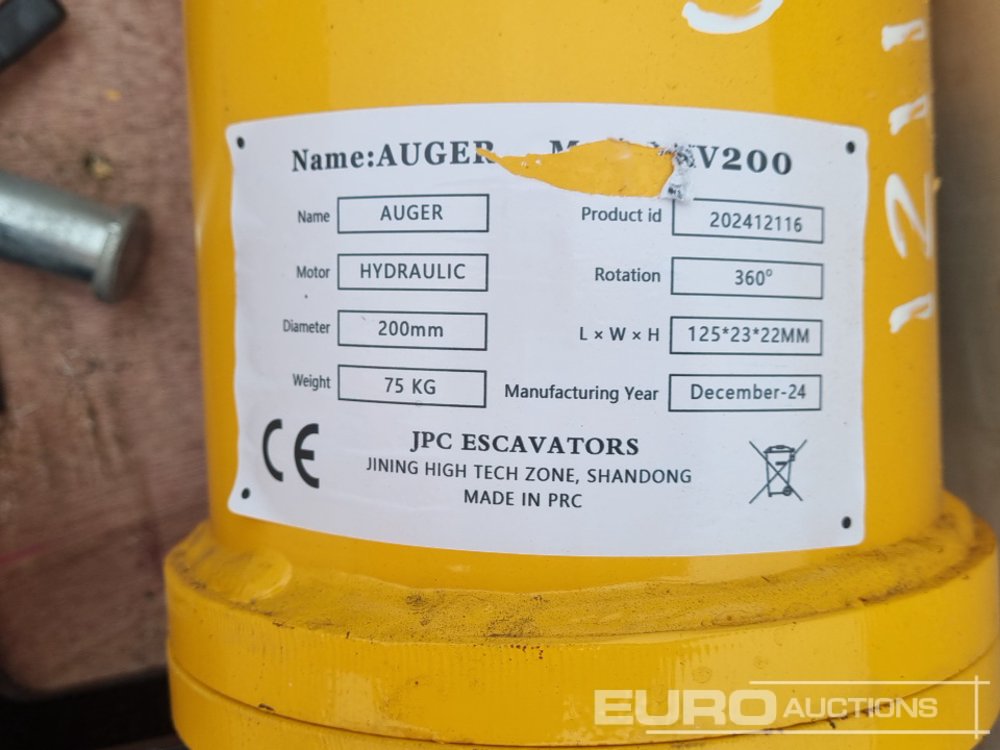 Name:AUGER V200
Name AUGER Product id 202412116
Motor HYDRAULIC Rotation 360°
Diameter 200mm L × W × H 125*23*22MM
Weight 75 KG Manufacturing Year December-24
CE
JPC ESCAVATORS
JINING HIGH TECH ZONE, SHANDONG
MADE IN PRC
EURO AUCTIONS